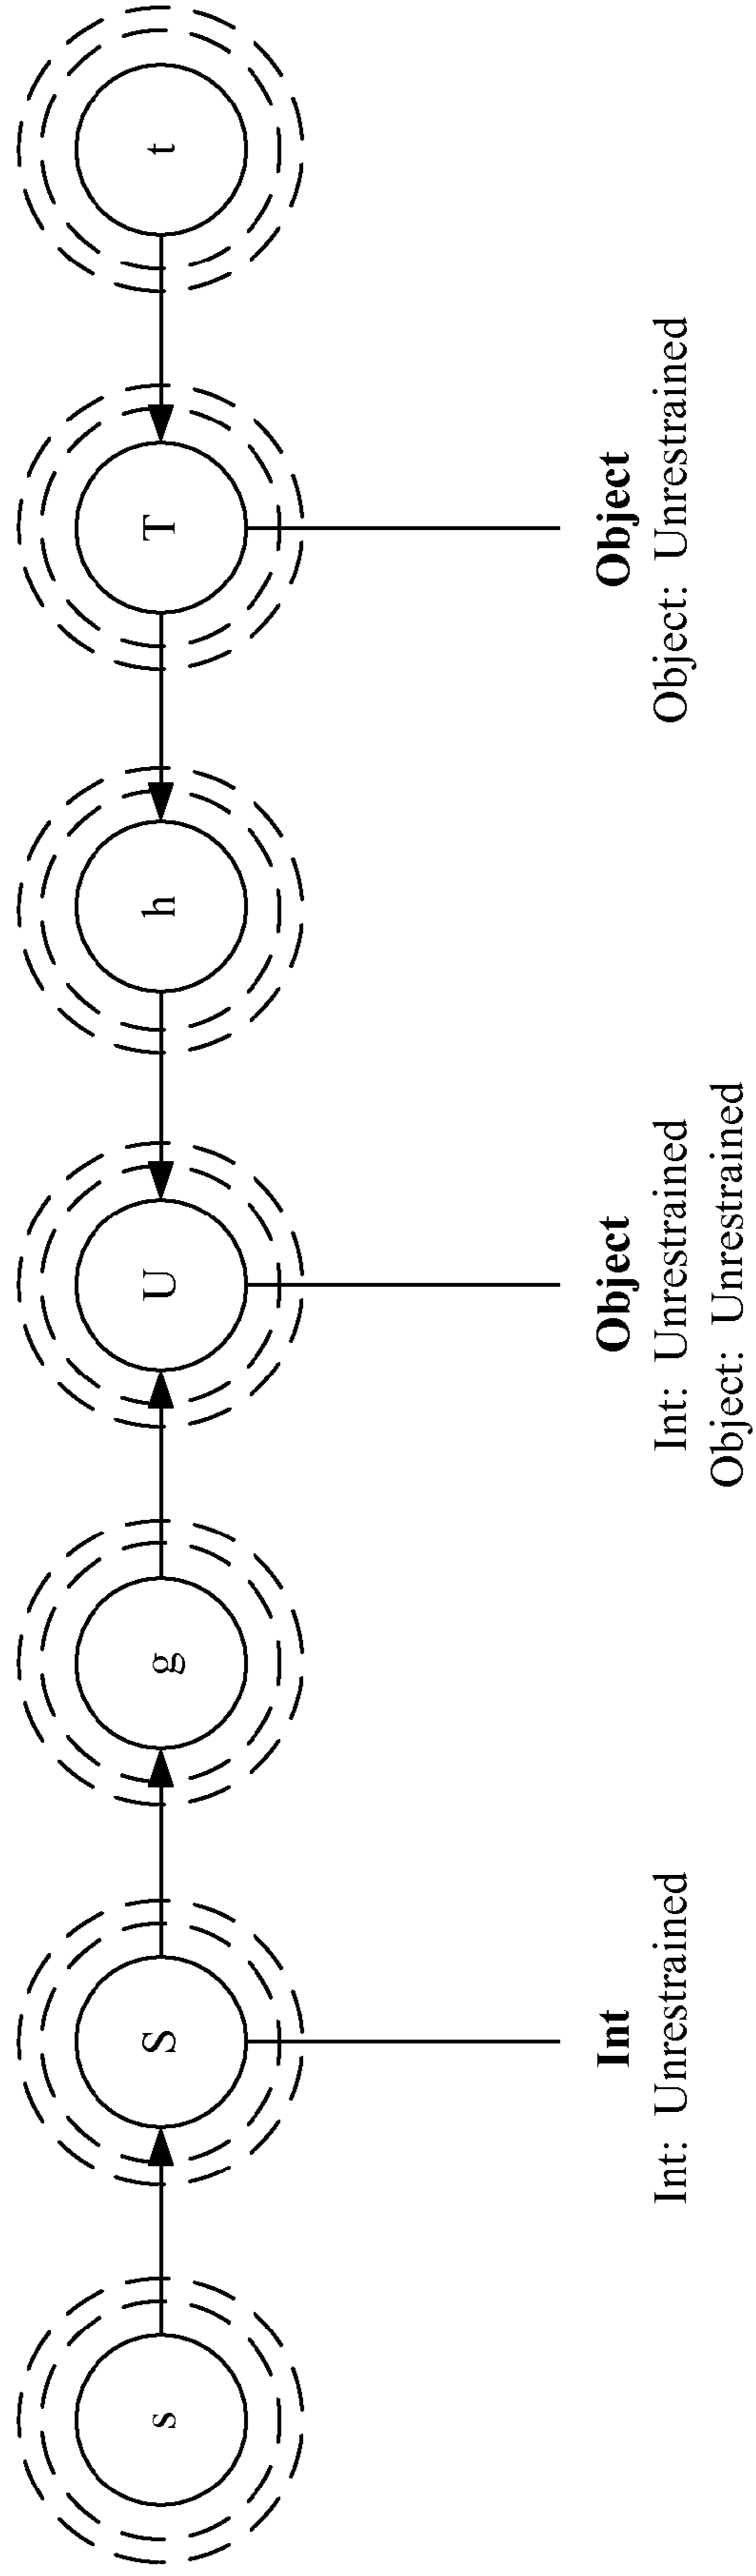 s
S
g
U
h
T
t
Int
Int: Unrestrained
Object
Int: Unrestrained
Object: Unrestrained
Object
Object: Unrestrained